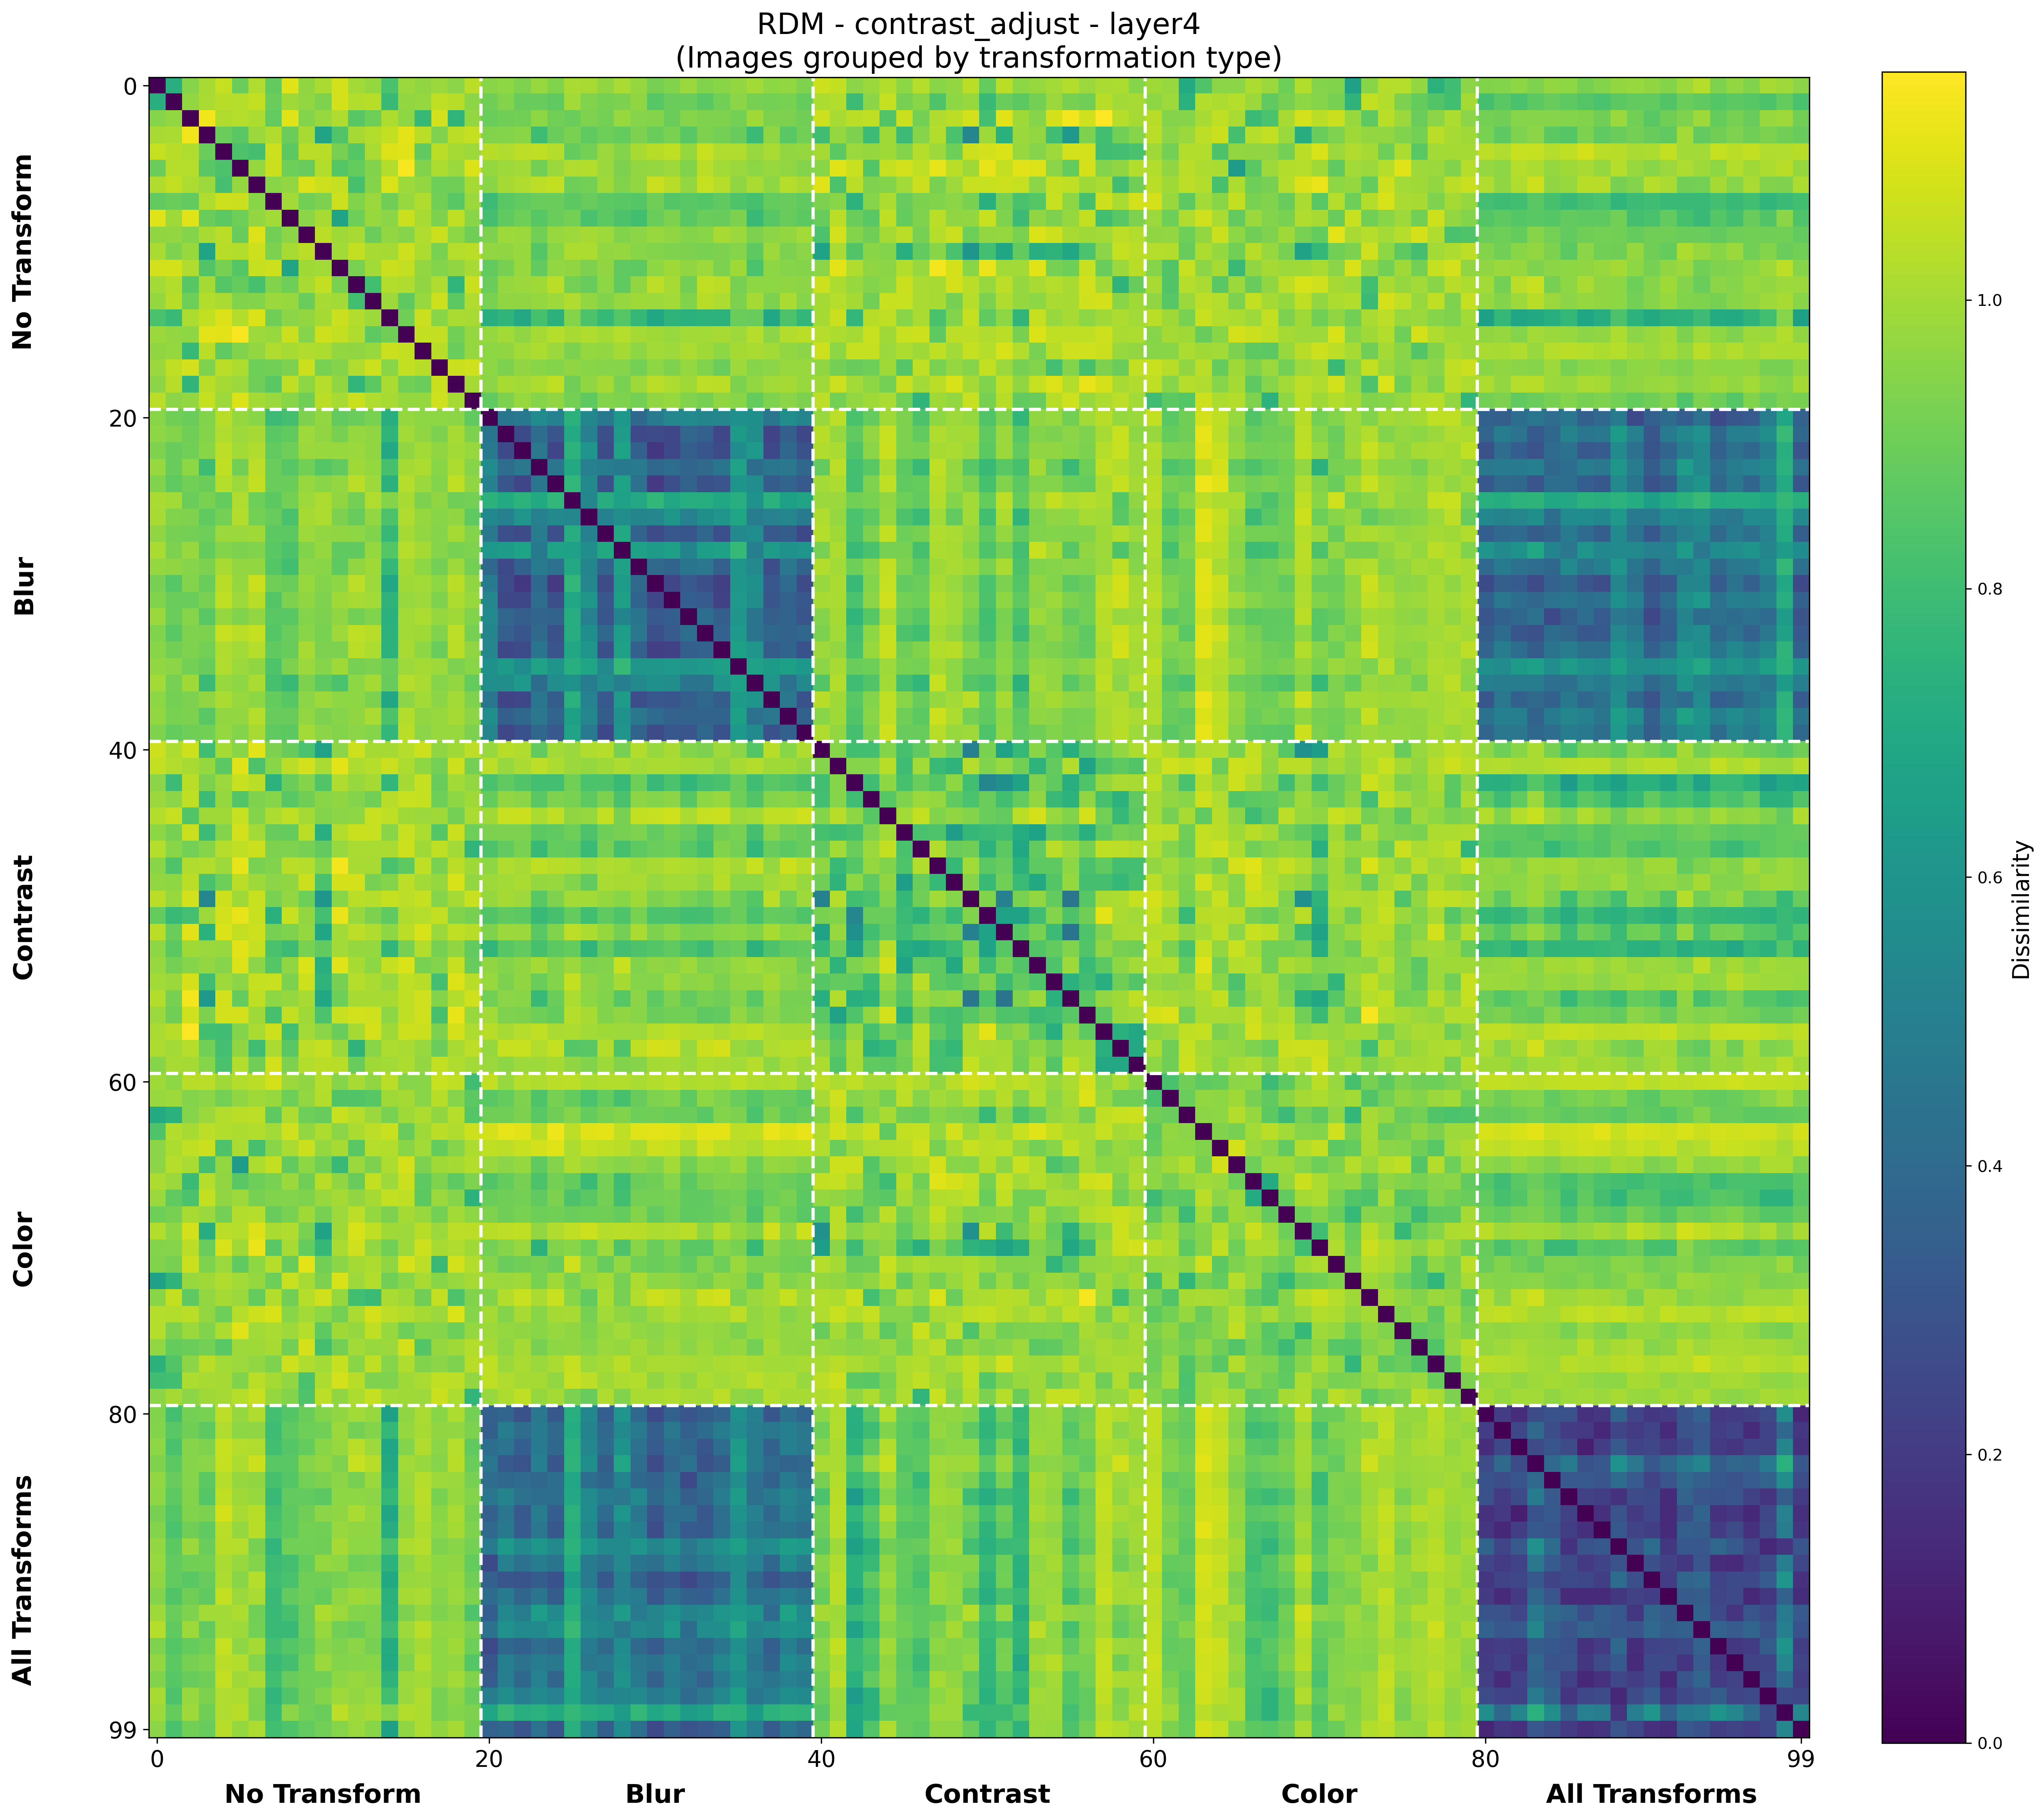 RDM - contrast_adjust - layer4
(Images grouped by transformation type)
0
20
40
60
80
99
No Transform
Blur
Contrast
Color
All Transforms
0
20
40
60
80
99
No Transform
Blur
Contrast
Color
All Transforms
1.0
0.8
0.6
0.4
0.2
0.0
Dissimilarity